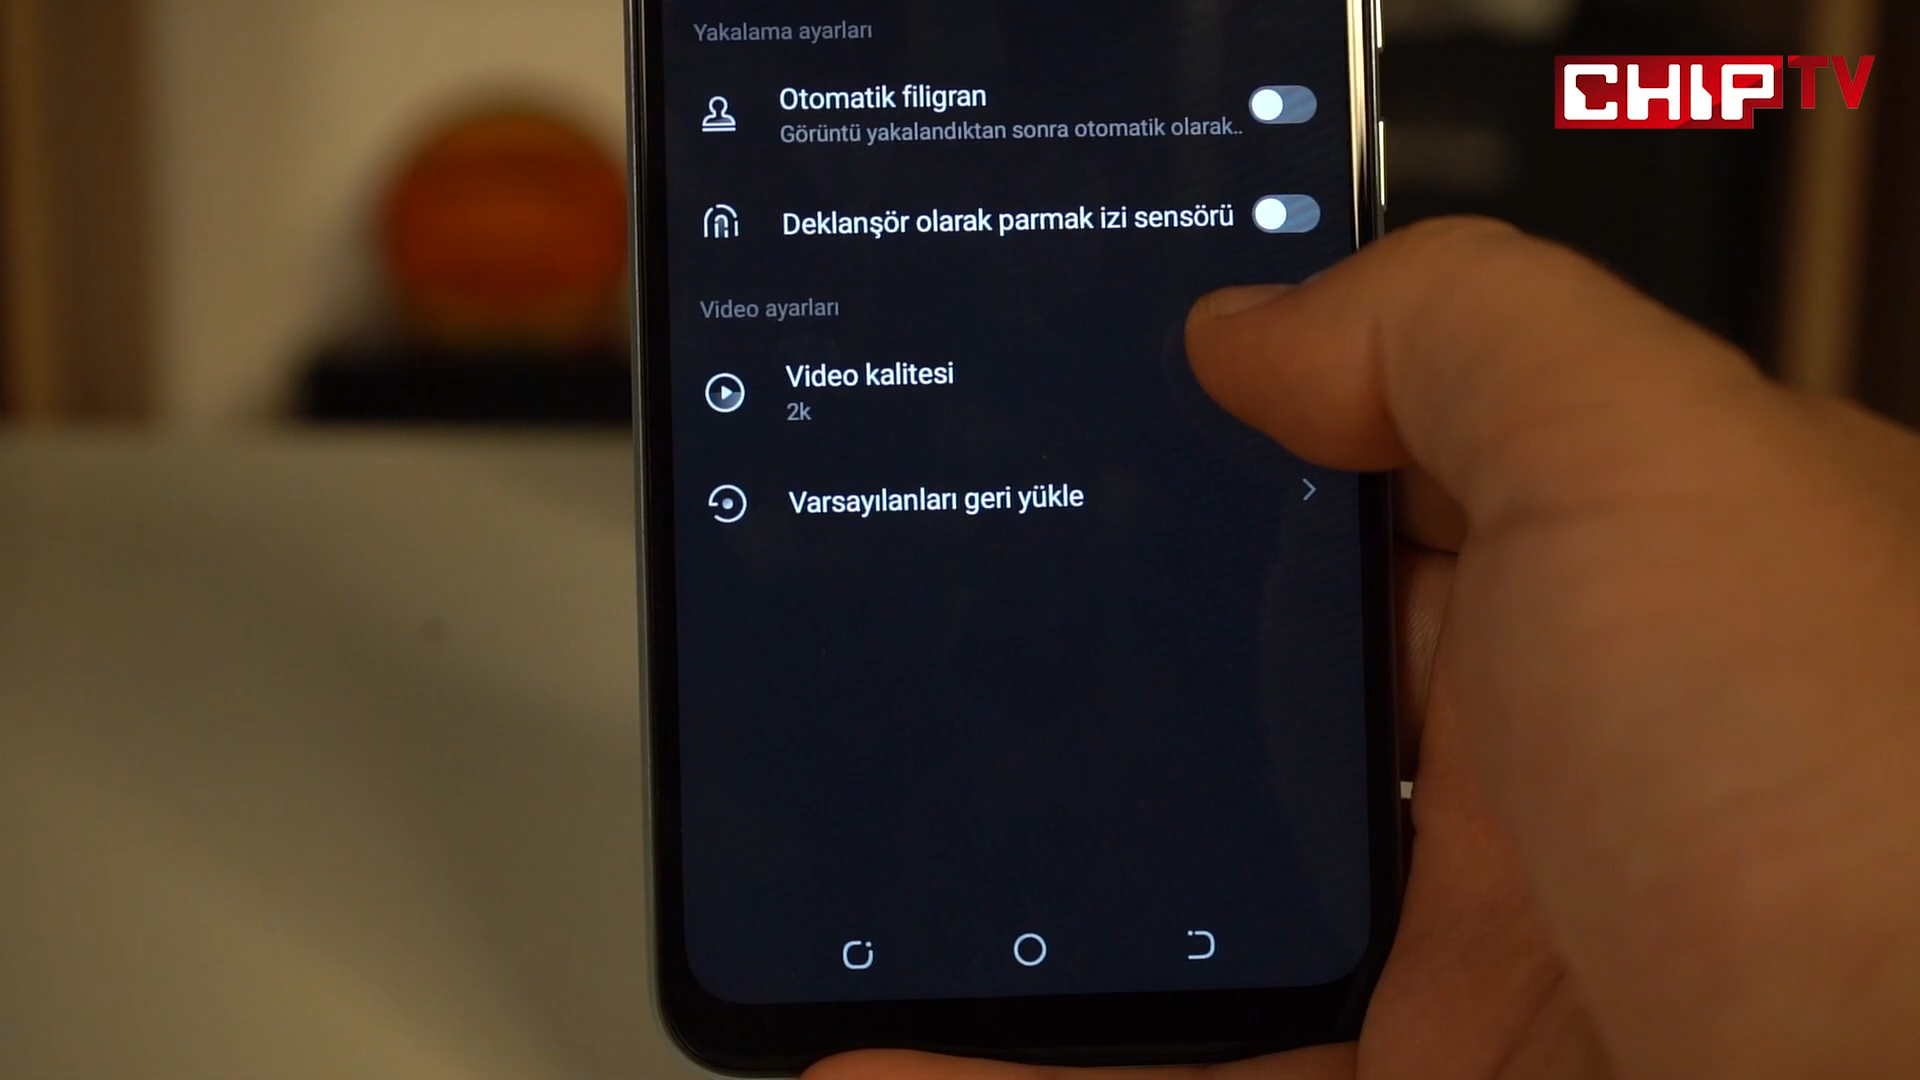 Yakalama ayarları
CHIP TV
Otomatik filigran
Görüntü yakalandıktan sonra otomatik olarak..
Deklanşör olarak parmak izi sensörü
Video ayarları
Video kalitesi
2k
Varsayılanları geri yükle